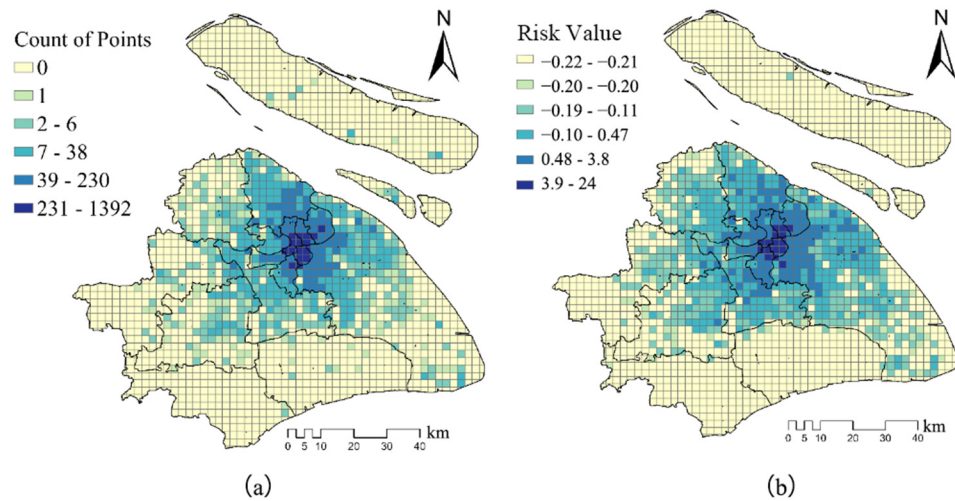 Count of Points
0
1
2 - 6
7 - 38
39 - 230
231 - 1392
N
0 5 10 20 30 40 km
(a)
Risk Value
−0.22 - −0.21
−0.20 - −0.20
−0.19 - −0.11
−0.10 - 0.47
0.48 - 3.8
3.9 - 24
N
0 5 10 20 30 40 km
(b)